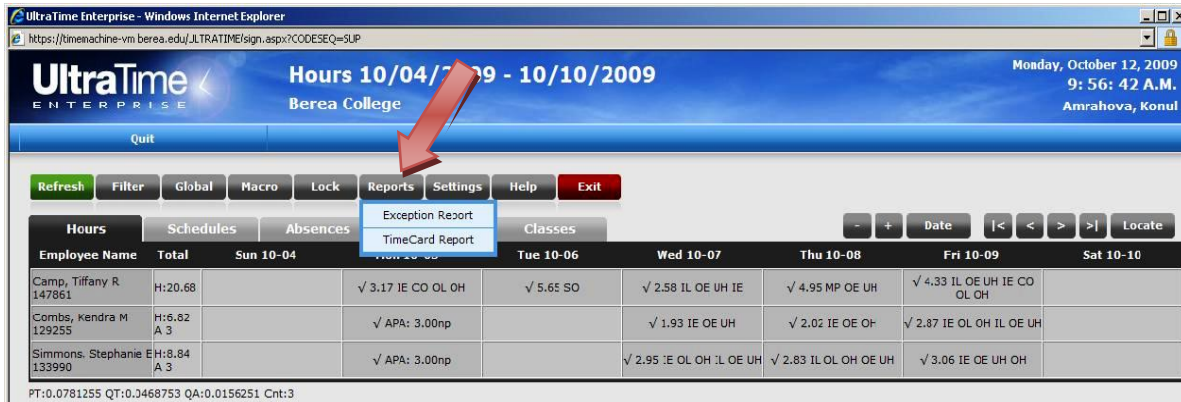 UltraTime Enterprise - Windows Internet Explorer
https://timemachine-vm.berea.edu/ULTRATIME/sign.aspx?CODESEQ=SUP
UltraTime
ENTERPRISE
Hours 10/04/2009 - 10/10/2009
Berea College
Monday, October 12, 2009
9: 56: 42 A.M.
Amrahova, Konul
Quit
Refresh Filter Global Macro Lock Reports Settings Help Exit
Exception Report
TimeCard Report
Hours Schedules Absences Classes - + Date |< < > >| Locate
Employee Name Total Sun 10-04 Tue 10-06 Wed 10-07 Thu 10-08 Fri 10-09 Sat 10-10
Camp, Tiffany R
147861
H:20.68 √ 3.17 IE CO OL OH √ 5.65 SO √ 2.58 IL OE UH IE √ 4.95 MP OE UH √ 4.33 IL OE UH IE CO
OL OH
Combs, Kendra M
129255
H:6.82
A 3
√ APA: 3.00np √ 1.93 IE OE UH √ 2.02 IE OE OH √ 2.87 IE OL OH IL OE UH
Simmons, Stephanie E
133990
H:8.84
A 3
√ APA: 3.00np √ 2.95 IE OL OH IL OE UH √ 2.83 IL OL OH OE UH √ 3.06 IE OE UH OH
PT:0.0781255 QT:0.0468753 QA:0.0156251 Cnt:3